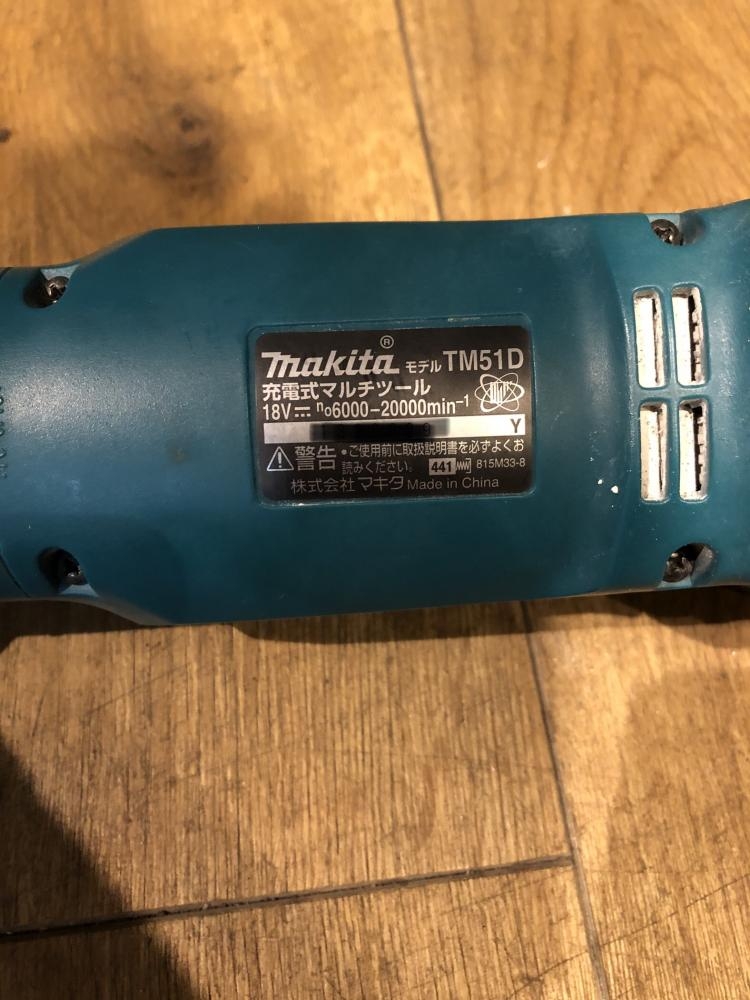 makita® モデル TM51D
充電式マルチツール
18V⎓ n₀6000-20000min⁻¹
Y
⚠警告 •ご使用前に取扱説明書を必ずよくお
読みください。 441 815M33-8
株式会社マキタ Made in China